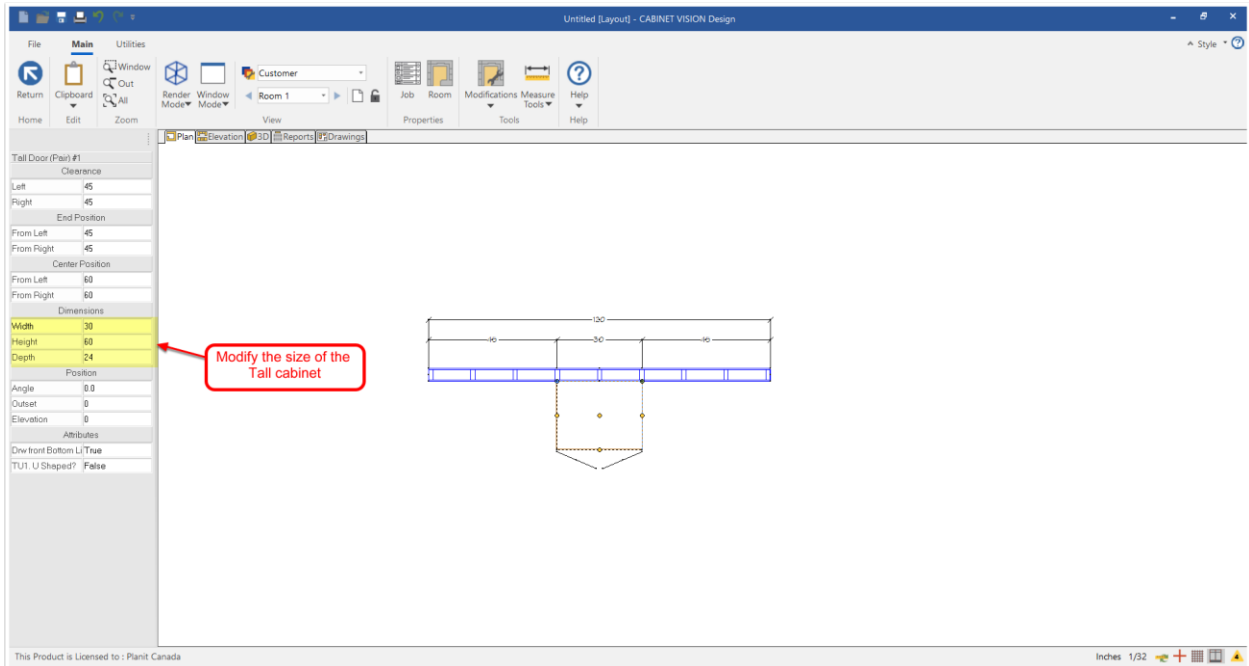 Untitled [Layout] - CABINET VISION Design
File Main Utilities
Style
Return
Clipboard
Window
Out
All
Render Mode
Window Mode
Customer
Room 1
Job
Room
Modifications
Measure Tools
Help
Home Edit Zoom View Properties Tools Help
Plan Elevation 3D Reports Drawings
Tall Door (Pair) #1
Clearance
Left 45
Right 45
End Position
From Left 45
From Right 45
Center Position
From Left 60
From Right 60
Dimensions
Width 30
Height 60
Depth 24
Position
Angle 0.0
Outset 0
Elevation 0
Attributes
Drw front Bottom Li True
TU1. U Shaped? False
Modify the size of the
Tall cabinet
120
30
This Product is Licensed to : Planit Canada
Inches 1/32